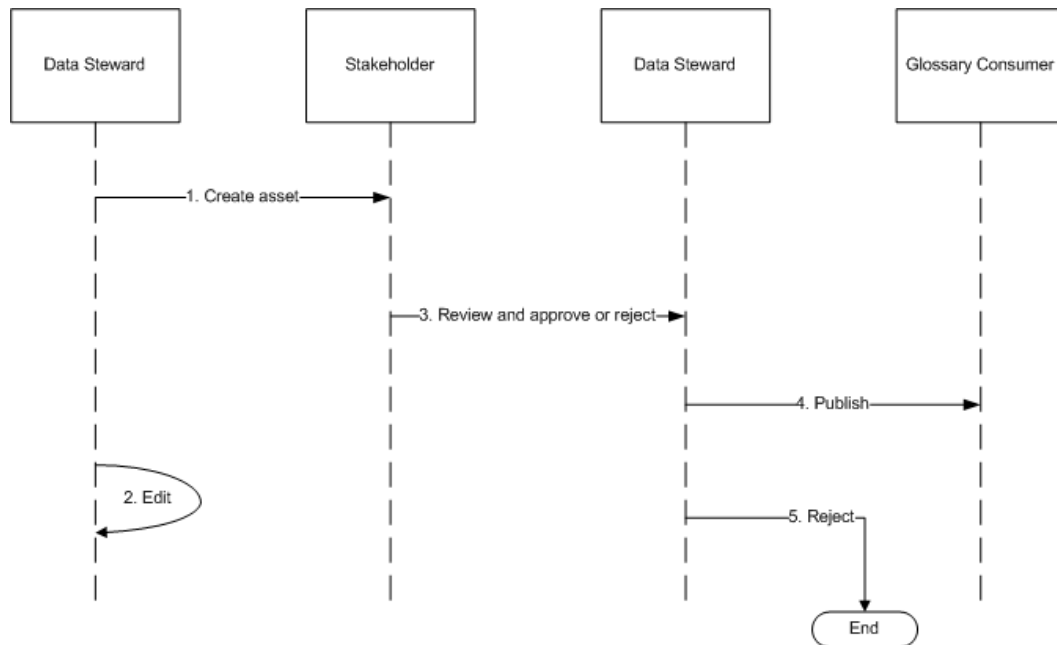 Data Steward
Stakeholder
Data Steward
Glossary Consumer
1. Create asset
3. Review and approve or reject
4. Publish
2. Edit
5. Reject
End